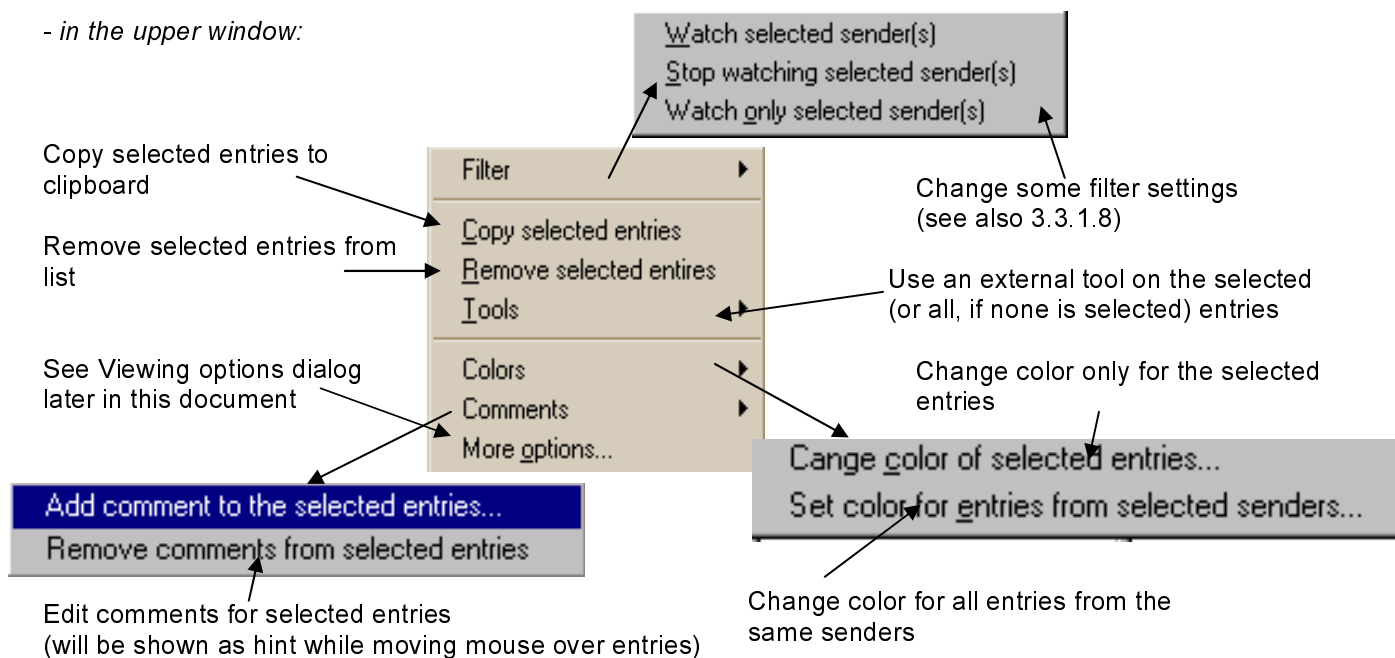 - in the upper window:
Watch selected sender(s)
Stop watching selected sender(s)
Watch only selected sender(s)
Copy selected entries to
clipboard
Remove selected entries from
list
See Viewing options dialog
later in this document
Filter
Copy selected entries
Remove selected entires
Tools
Colors
Comments
More options...
Change some filter settings
(see also 3.3.1.8)
Use an external tool on the selected
(or all, if none is selected) entries
Change color only for the selected
entries
Cange color of selected entries...
Set color for entries from selected senders...
Add comment to the selected entries...
Remove comments from selected entries
Edit comments for selected entries
(will be shown as hint while moving mouse over entries)
Change color for all entries from the
same senders